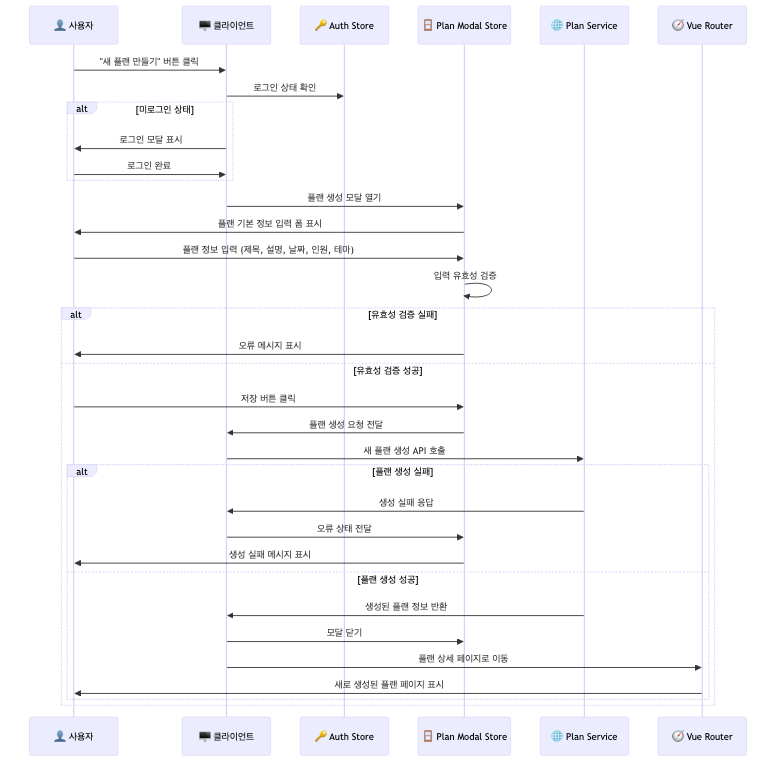 사용자
클라이언트
Auth Store
Plan Modal Store
Plan Service
Vue Router
"새 플랜 만들기" 버튼 클릭
로그인 상태 확인
alt
[미로그인 상태]
로그인 모달 표시
로그인 완료
플랜 생성 모달 열기
플랜 기본 정보 입력 폼 표시
플랜 정보 입력 (제목, 설명, 날짜, 인원, 테마)
입력 유효성 검증
alt
[유효성 검증 실패]
오류 메시지 표시
[유효성 검증 성공]
저장 버튼 클릭
플랜 생성 요청 전달
새 플랜 생성 API 호출
alt
[플랜 생성 실패]
생성 실패 응답
오류 상태 전달
생성 실패 메시지 표시
[플랜 생성 성공]
생성된 플랜 정보 반환
모달 닫기
플랜 상세 페이지로 이동
새로 생성된 플랜 페이지 표시
사용자
클라이언트
Auth Store
Plan Modal Store
Plan Service
Vue Router